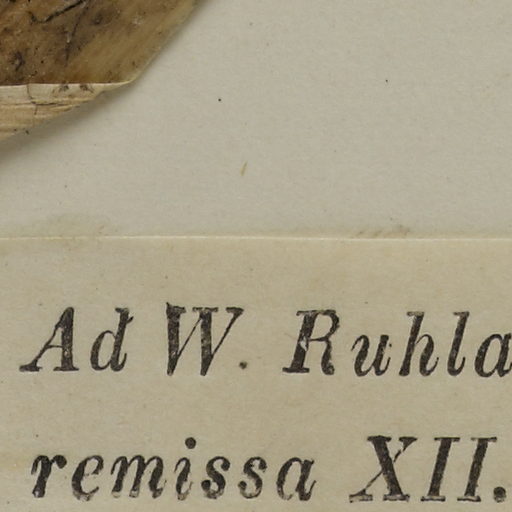 Ad W. Ruhla
remissa XII.